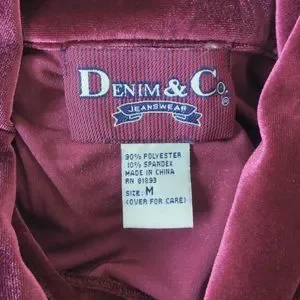 DENIM & Co.®
JEANSWEAR
90% POLYESTER
10% SPANDEX
MADE IN CHINA
RN 81893
SIZE: M
(OVER FOR CARE)